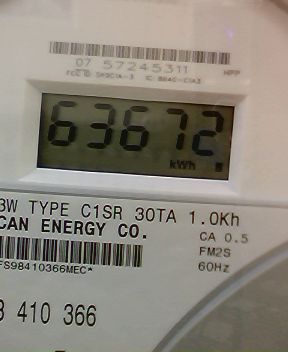 07 57245311
63672
kWh
3W TYPE C1SR 30TA 1.0Kh
CAN ENERGY CO.
CA 0.5
FM2S
60Hz
FS98410366MEC*
3 410 366